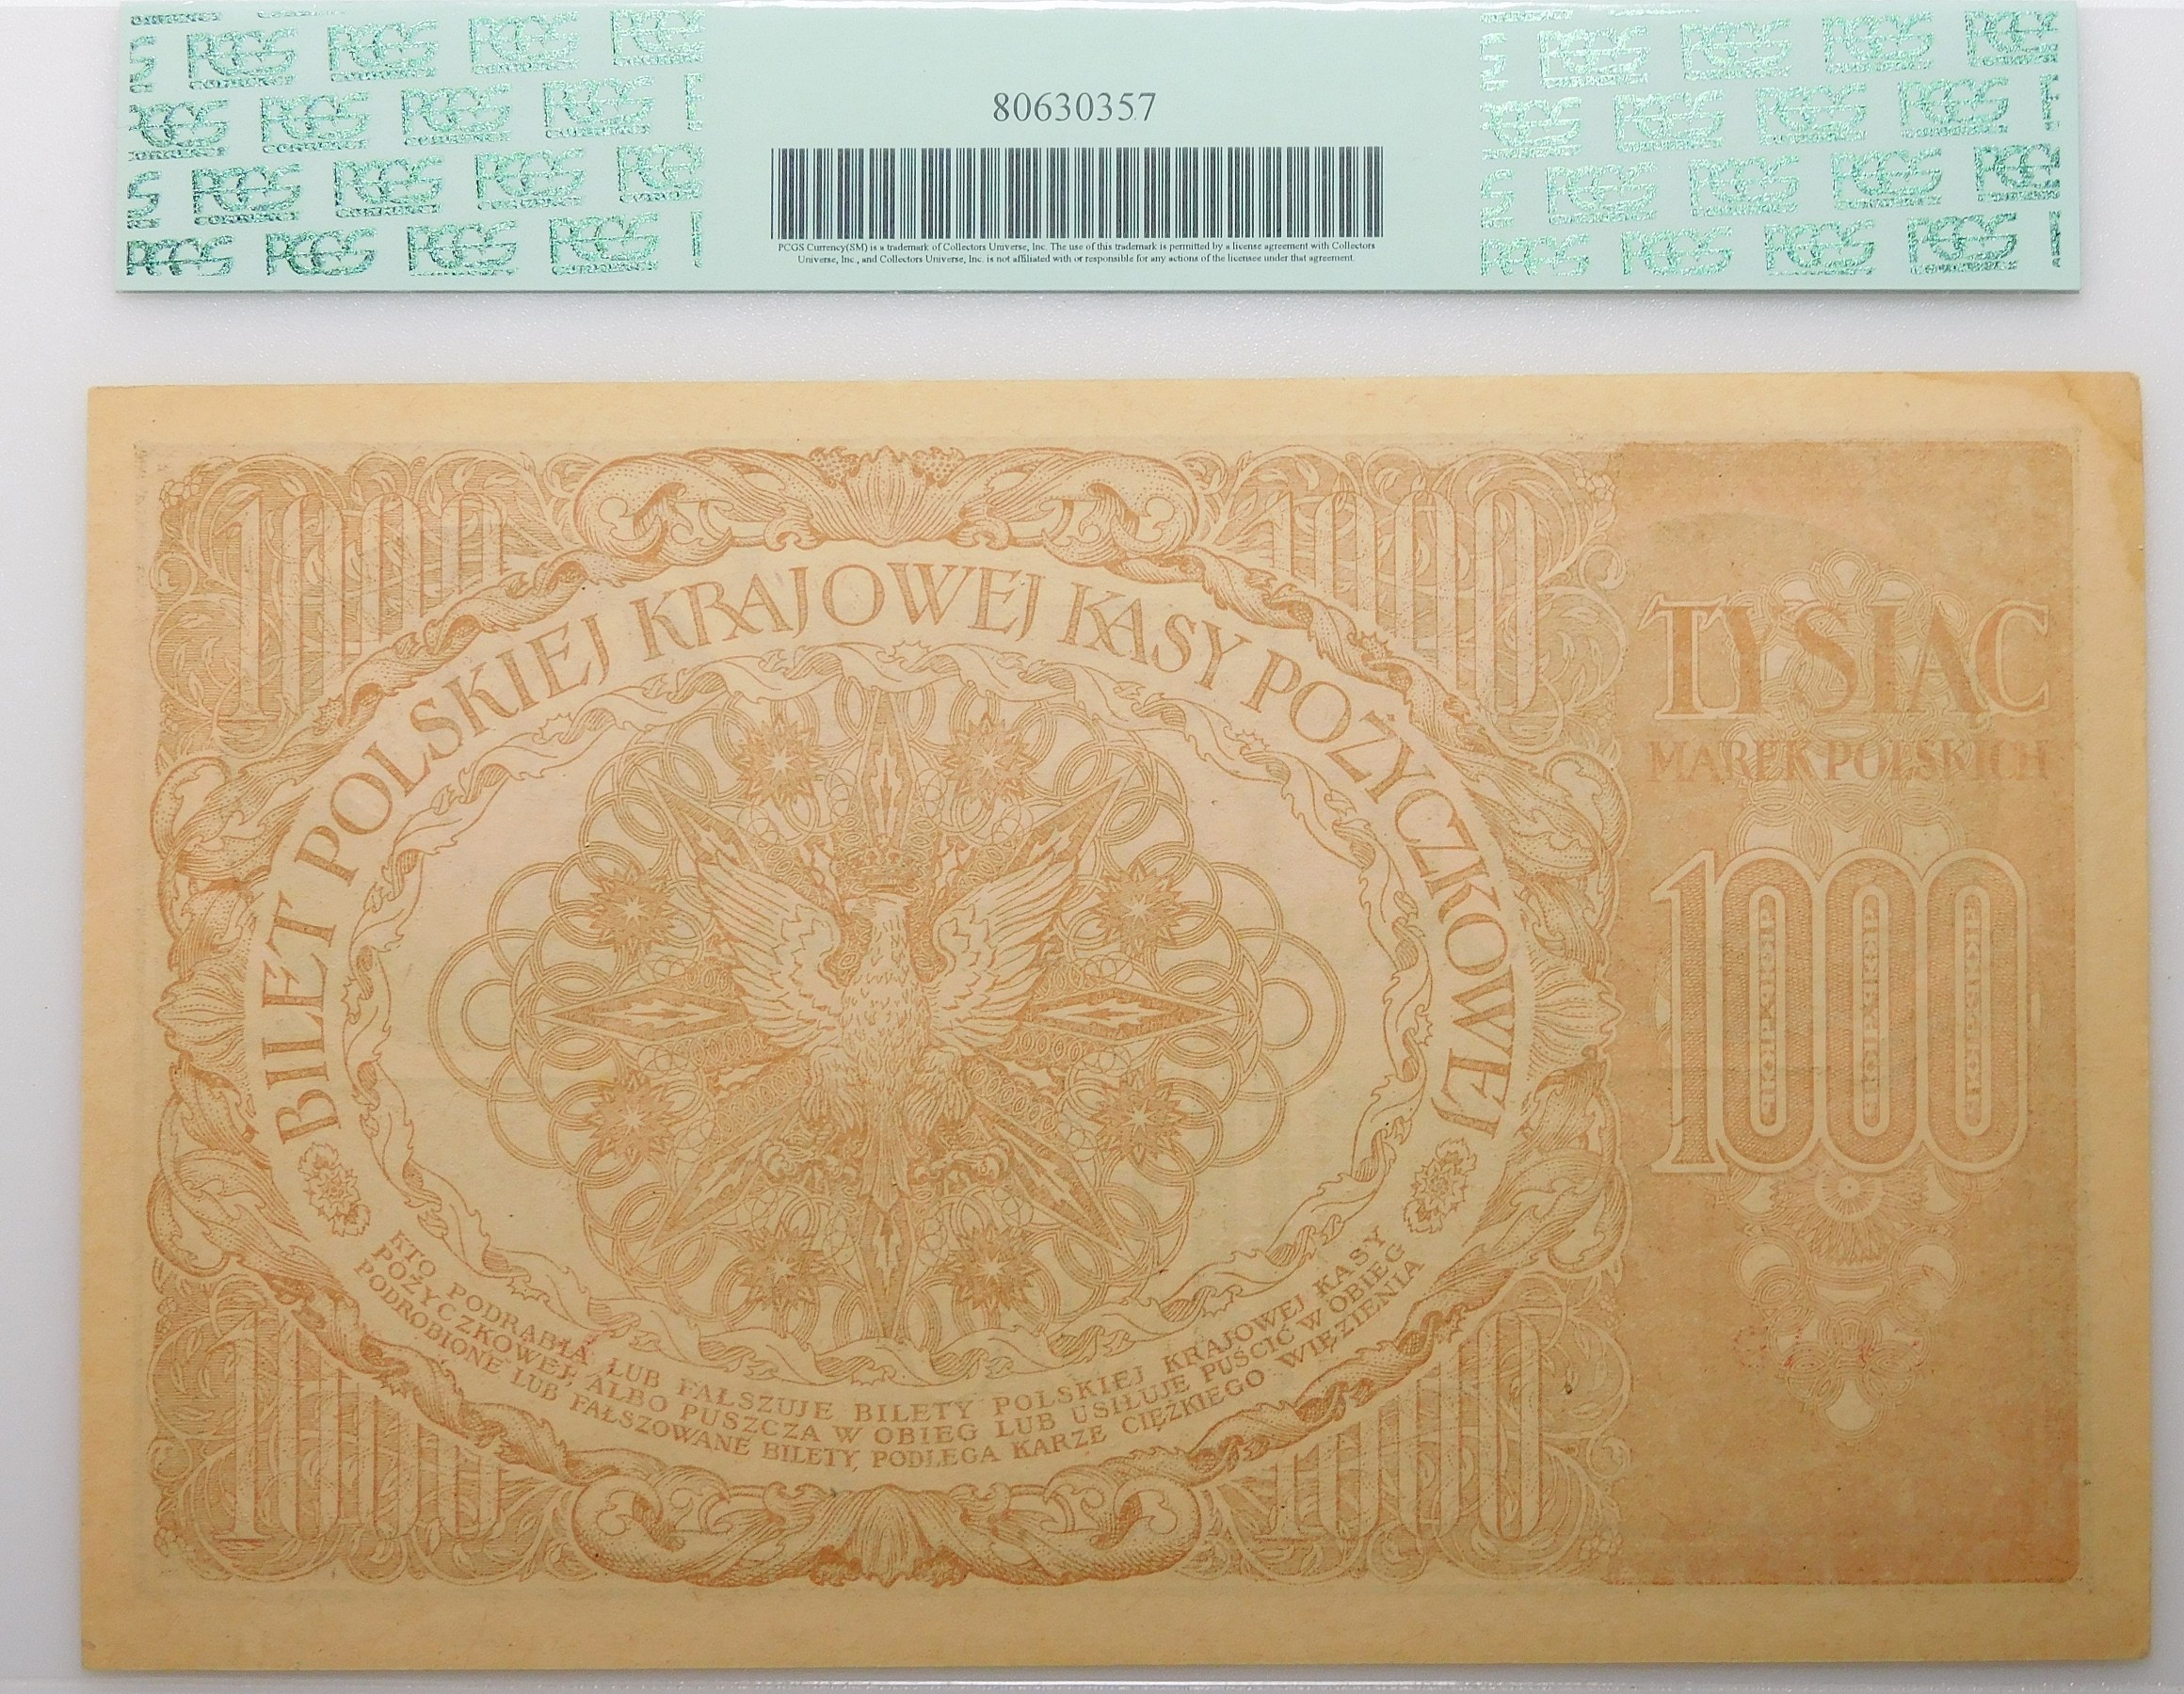 PCGS PCGS PCGS PCGS
80630357
PCGS Currency(SM) is a trademark of Collectors Universe, Inc. The use of this trademark is permitted by a license agreement with Collectors
Universe, Inc., and Collectors Universe, Inc. is not affiliated with or responsible for any actions of the licensee under that agreement.
1000
1000
BILET POLSKIEJ KRAJOWEJ KASY POŻYCZKOWEJ
TYSIĄC
MAREK POLSKICH
1000
KTO PODRABIA LUB FAŁSZUJE BILETY POLSKIEJ KRAJOWEJ KASY
POŻYCZKOWEJ, ALBO PUSZCZA W OBIEG LUB USIŁUJE PUŚCIĆ W OBIEG
PODROBIONE LUB FAŁSZOWANE BILETY, PODLEGA KARZE CIĘŻKIEGO WIĘZIENIA
1000
1000